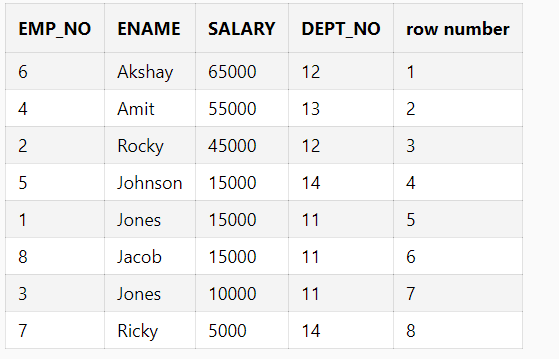 EMP_NO ENAME SALARY DEPT_NO row number
6 Akshay 65000 12 1
4 Amit 55000 13 2
2 Rocky 45000 12 3
5 Johnson 15000 14 4
1 Jones 15000 11 5
8 Jacob 15000 11 6
3 Jones 10000 11 7
7 Ricky 5000 14 8